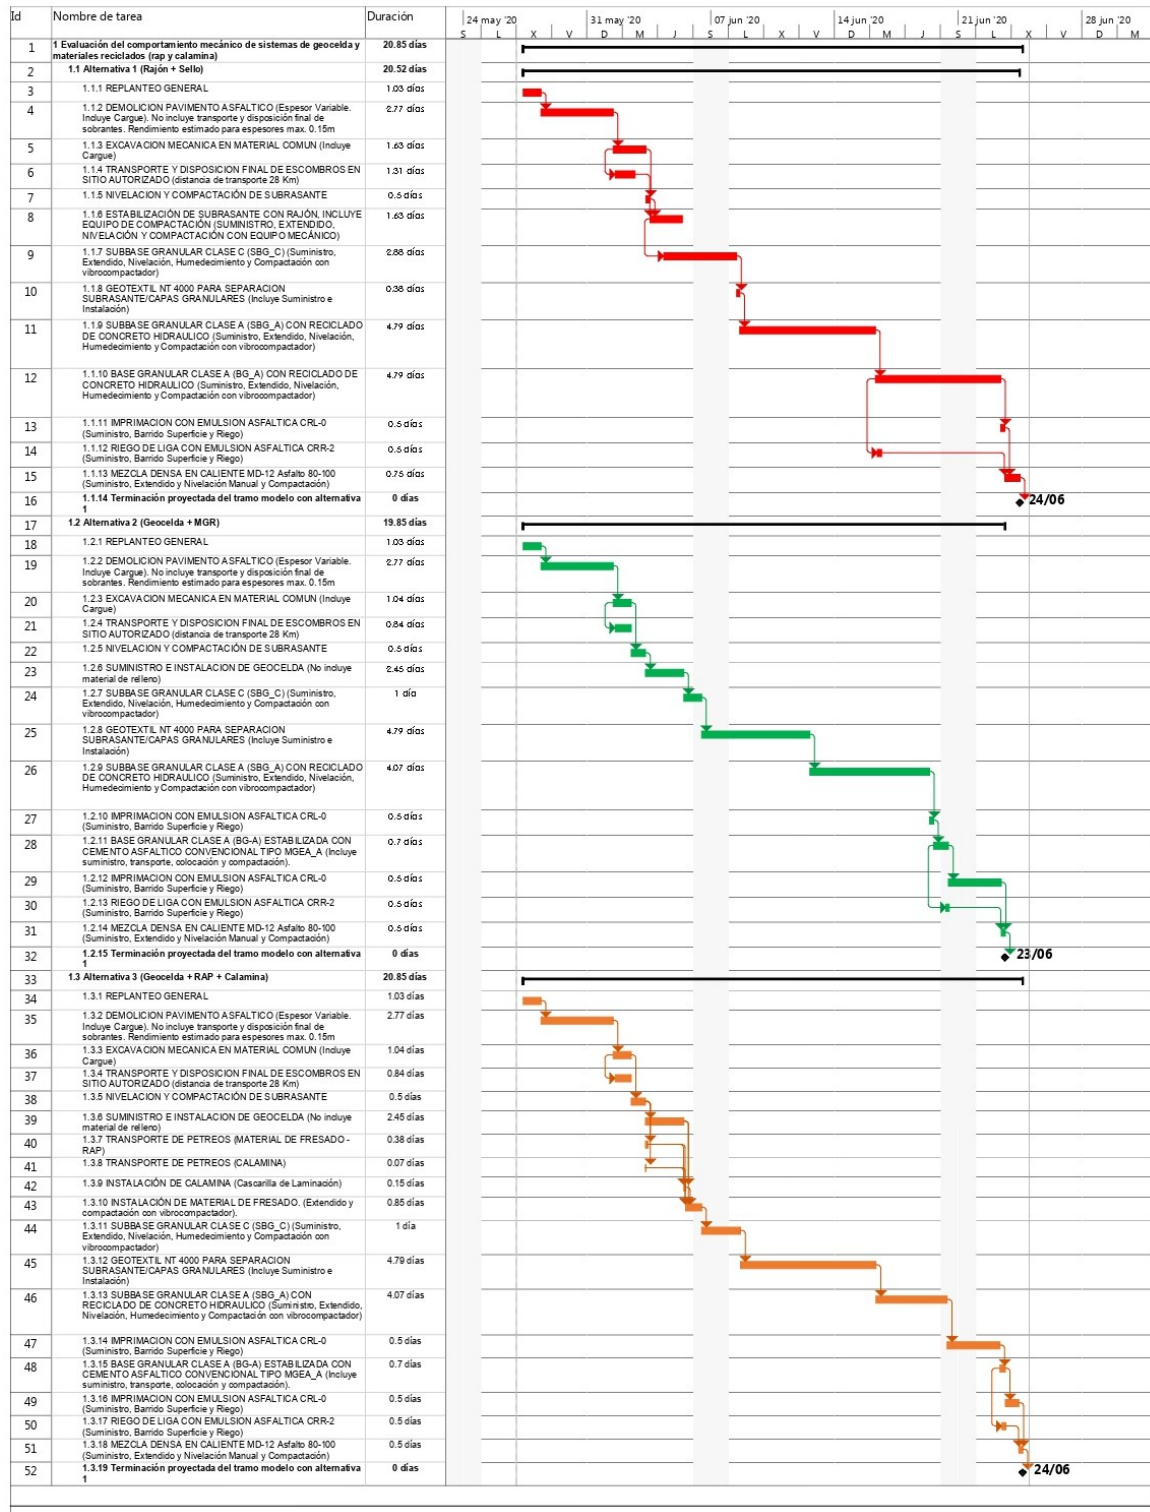 Id Nombre de tarea Duración 24 may '20 31 may '20 07 jun '20 14 jun '20 21 jun '20 28 jun '20
S L X V D M J S L X V D M J S L X D M
1 1 Evaluación del comportamiento mecánico de sistemas de geocelda y 20.85 días
materiales reciclados (rap y calamina)
2 1.1 Alternativa 1 (Rajón + Sello) 20.52 días
3 1.1.1 REPLANTEO GENERAL 1.03 días
4 1.1.2 DEMOLICION PAVIMENTO ASFALTICO (Espesor Variable. 2.77 días
Incluye Cargue). No incluye transporte y disposición final de
sobrantes. Rendimiento estimado para espesores max. 0.15m
5 1.1.3 EXCAVACION MECANICA EN MATERIAL COMUN (Incluye 1.63 días
Cargue)
6 1.1.4 TRANSPORTE Y DISPOSICION FINAL DE ESCOMBROS EN 1.31 días
SITIO AUTORIZADO (distancia de transporte 28 Km)
7 1.1.5 NIVELACION Y COMPACTACIÓN DE SUBRASANTE 0.5 días
8 1.1.6 ESTABILIZACIÓN DE SUBRASANTE CON RAJÓN, INCLUYE 1.63 días
EQUIPO DE COMPACTACIÓN (SUMINISTRO, EXTENDIDO,
NIVELACIÓN Y COMPACTACIÓN CON EQUIPO MECÁNICO)
9 1.1.7 SUBBASE GRANULAR CLASE C (SBG_C) (Suministro, 2.88 días
Extendido, Nivelación, Humedecimiento y Compactación con
vibrocompactador)
10 1.1.8 GEOTEXTIL NT 4000 PARA SEPARACION 0.38 días
SUBRASANTE/CAPAS GRANULARES (Incluye Suministro e
Instalación)
11 1.1.9 SUBBASE GRANULAR CLASE A (SBG_A) CON RECICLADO 4.79 días
DE CONCRETO HIDRAULICO (Suministro, Extendido, Nivelación,
Humedecimiento y Compactación con vibrocompactador)
12 1.1.10 BASE GRANULAR CLASE A (BG_A) CON RECICLADO DE 4.79 días
CONCRETO HIDRAULICO (Suministro, Extendido, Nivelación,
Humedecimiento y Compactación con vibrocompactador)
13 1.1.11 IMPRIMACION CON EMULSION ASFALTICA CRL-0 0.5 días
(Suministro, Barrido Superficie y Riego)
14 1.1.12 RIEGO DE LIGA CON EMULSION ASFALTICA CRR-2 0.5 días
(Suministro, Barrido Superficie y Riego)
15 1.1.13 MEZCLA DENSA EN CALIENTE MD-12 Asfalto 80-100 0.75 días
(Suministro, Extendido y Nivelación Manual y Compactación)
16 1.1.14 Terminación proyectada del tramo modelo con alternativa 0 días 24/06
1
17 1.2 Alternativa 2 (Geocelda + MGR) 19.85 días
18 1.2.1 REPLANTEO GENERAL 1.03 días
19 1.2.2 DEMOLICION PAVIMENTO ASFALTICO (Espesor Variable. 2.77 días
Incluye Cargue). No incluye transporte y disposición final de
sobrantes. Rendimiento estimado para espesores max. 0.15m
20 1.2.3 EXCAVACION MECANICA EN MATERIAL COMUN (Incluye 1.04 días
Cargue)
21 1.2.4 TRANSPORTE Y DISPOSICION FINAL DE ESCOMBROS EN 0.84 días
SITIO AUTORIZADO (distancia de transporte 28 Km)
22 1.2.5 NIVELACION Y COMPACTACIÓN DE SUBRASANTE 0.5 días
23 1.2.6 SUMINISTRO E INSTALACION DE GEOCELDA (No incluye 2.45 días
material de relleno)
24 1.2.7 SUBBASE GRANULAR CLASE C (SBG_C) (Suministro, 1 día
Extendido, Nivelación, Humedecimiento y Compactación con
vibrocompactador)
25 1.2.8 GEOTEXTIL NT 4000 PARA SEPARACION 4.79 días
SUBRASANTE/CAPAS GRANULARES (Incluye Suministro e
Instalación)
26 1.2.9 SUBBASE GRANULAR CLASE A (SBG_A) CON RECICLADO 4.07 días
DE CONCRETO HIDRAULICO (Suministro, Extendido, Nivelación,
Humedecimiento y Compactación con vibrocompactador)
27 1.2.10 IMPRIMACION CON EMULSION ASFALTICA CRL-0 0.5 días
(Suministro, Barrido Superficie y Riego)
28 1.2.11 BASE GRANULAR CLASE A (BG-A) ESTABILIZADA CON 0.7 días
CEMENTO ASFALTICO CONVENCIONAL TIPO MGEA_A (Incluye
suministro, transporte, colocación y compactación).
29 1.2.12 IMPRIMACION CON EMULSION ASFALTICA CRL-0 0.5 días
(Suministro, Barrido Superficie y Riego)
30 1.2.13 RIEGO DE LIGA CON EMULSION ASFALTICA CRR-2 0.5 días
(Suministro, Barrido Superficie y Riego)
31 1.2.14 MEZCLA DENSA EN CALIENTE MD-12 Asfalto 80-100 0.5 días
(Suministro, Extendido y Nivelación Manual y Compactación)
32 1.2.15 Terminación proyectada del tramo modelo con alternativa 0 días 23/06
1
33 1.3 Alternativa 3 (Geocelda + RAP + Calamina) 20.85 días
34 1.3.1 REPLANTEO GENERAL 1.03 días
35 1.3.2 DEMOLICION PAVIMENTO ASFALTICO (Espesor Variable. 2.77 días
Incluye Cargue). No incluye transporte y disposición final de
sobrantes. Rendimiento estimado para espesores max. 0.15m
36 1.3.3 EXCAVACION MECANICA EN MATERIAL COMUN (Incluye 1.04 días
Cargue)
37 1.3.4 TRANSPORTE Y DISPOSICION FINAL DE ESCOMBROS EN 0.84 días
SITIO AUTORIZADO (distancia de transporte 28 Km)
38 1.3.5 NIVELACION Y COMPACTACIÓN DE SUBRASANTE 0.5 días
39 1.3.6 SUMINISTRO E INSTALACION DE GEOCELDA (No incluye 2.45 días
material de relleno)
40 1.3.7 TRANSPORTE DE PETREOS (MATERIAL DE FRESADO - 0.38 días
RAP)
41 1.3.8 TRANSPORTE DE PETREOS (CALAMINA) 0.07 días
42 1.3.9 INSTALACIÓN DE CALAMINA (Cascarilla de Laminación) 0.15 días
43 1.3.10 INSTALACIÓN DE MATERIAL DE FRESADO. (Extendido y 0.85 días
compactación con vibrocompactador).
44 1.3.11 SUBBASE GRANULAR CLASE C (SBG_C) (Suministro, 1 día
Extendido, Nivelación, Humedecimiento y Compactación con
vibrocompactador)
45 1.3.12 GEOTEXTIL NT 4000 PARA SEPARACION 4.79 días
SUBRASANTE/CAPAS GRANULARES (Incluye Suministro e
Instalación)
46 1.3.13 SUBBASE GRANULAR CLASE A (SBG_A) CON 4.07 días
RECICLADO DE CONCRETO HIDRAULICO (Suministro, Extendido,
Nivelación, Humedecimiento y Compactación con vibrocompactador)
47 1.3.14 IMPRIMACION CON EMULSION ASFALTICA CRL-0 0.5 días
(Suministro, Barrido Superficie y Riego)
48 1.3.15 BASE GRANULAR CLASE A (BG-A) ESTABILIZADA CON 0.7 días
CEMENTO ASFALTICO CONVENCIONAL TIPO MGEA_A (Incluye
suministro, transporte, colocación y compactación).
49 1.3.16 IMPRIMACION CON EMULSION ASFALTICA CRL-0 0.5 días
(Suministro, Barrido Superficie y Riego)
50 1.3.17 RIEGO DE LIGA CON EMULSION ASFALTICA CRR-2 0.5 días
(Suministro, Barrido Superficie y Riego)
51 1.3.18 MEZCLA DENSA EN CALIENTE MD-12 Asfalto 80-100 0.5 días
(Suministro, Extendido y Nivelación Manual y Compactación)
52 1.3.19 Terminación proyectada del tramo modelo con alternativa 0 días 24/06
1